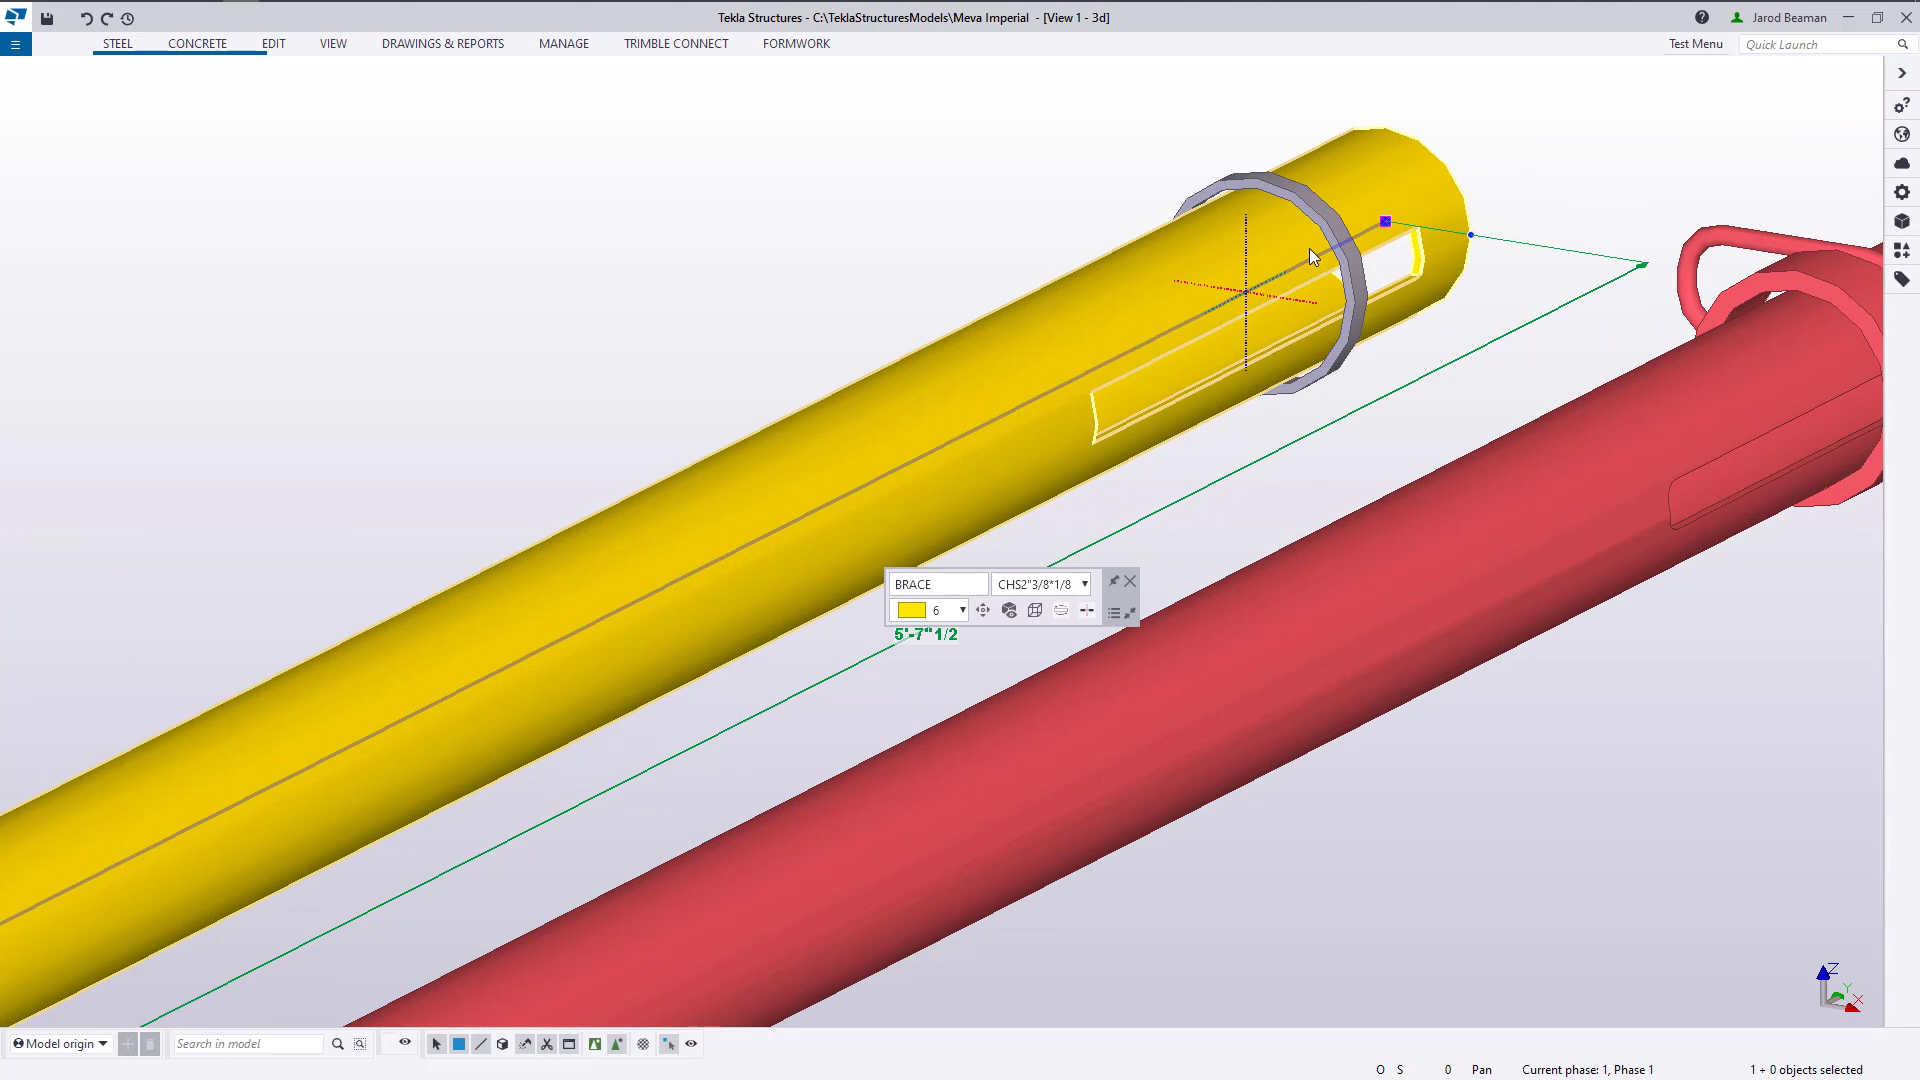 Tekla Structures - C:\TeklaStructuresModels\Meva Imperial - [View 1 - 3d]
Jarod Beaman
STEEL CONCRETE EDIT VIEW DRAWINGS & REPORTS MANAGE TRIMBLE CONNECT FORMWORK
Test Menu
Quick Launch
BRACE
CHS2"3/8*1/8
6
5'-7"1/2
Z
Y
X
Model origin
Search in model
O S 0 Pan Current phase: 1, Phase 1 1 + 0 objects selected